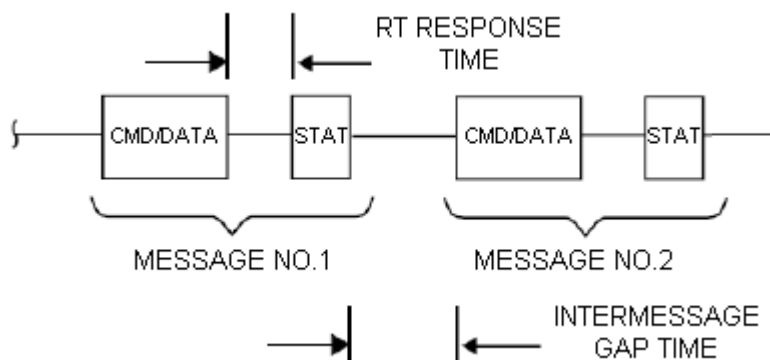 RT RESPONSE
TIME
CMD/DATA
STAT
CMD/DATA
STAT
MESSAGE NO.1
MESSAGE NO.2
INTERMESSAGE
GAP TIME